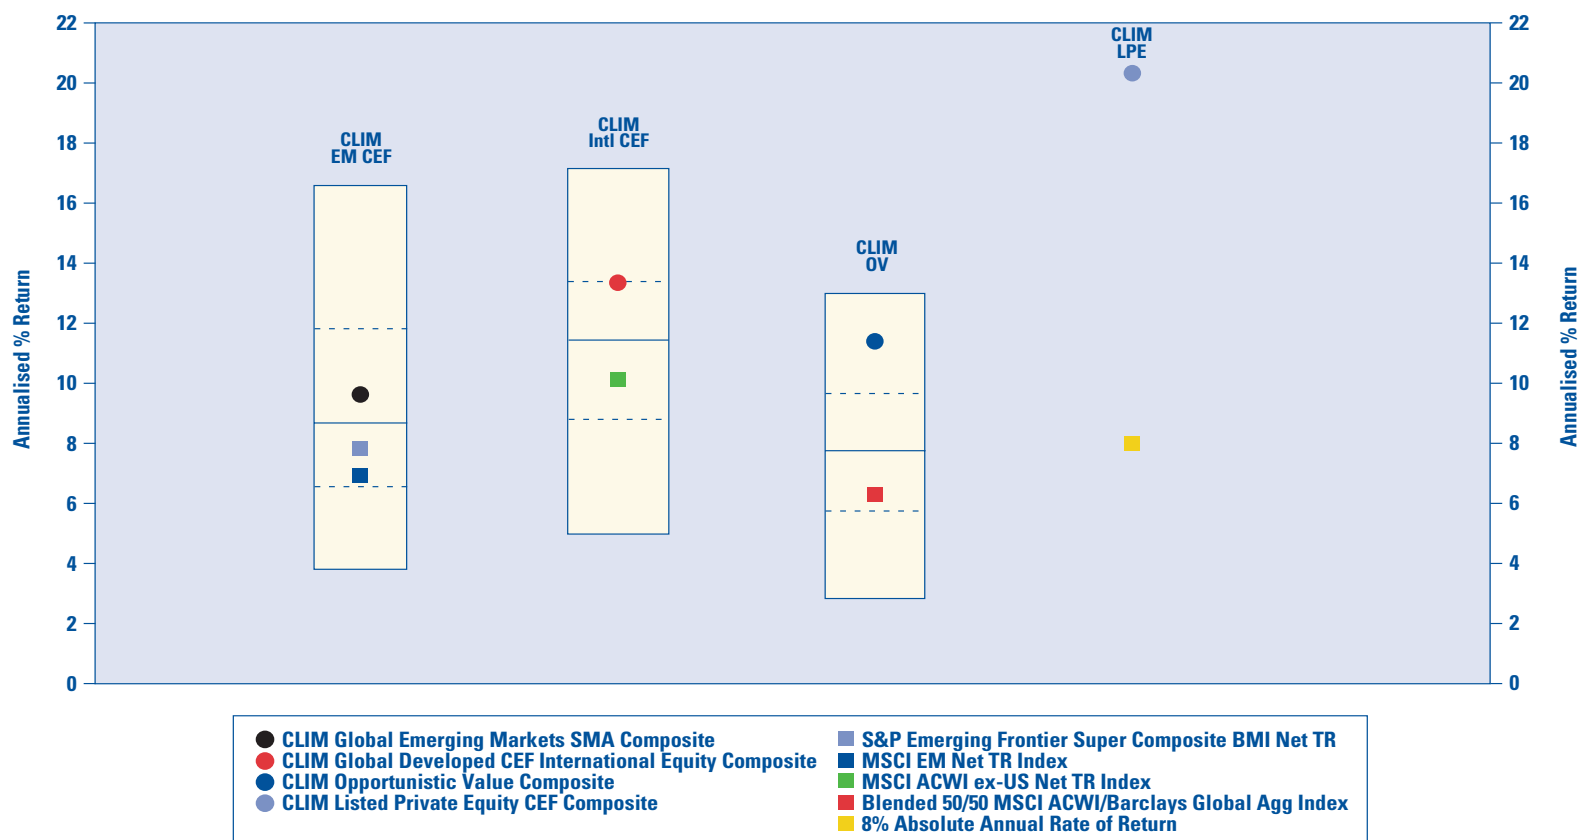 22
20
18
16
14
12
10
8
6
4
2
0
Annualised % Return
CLIM
EM CEF
CLIM
Intl CEF
CLIM
OV
CLIM
LPE
22
20
18
16
14
12
10
8
6
4
2
0
Annualised % Return
CLIM Global Emerging Markets SMA Composite
CLIM Global Developed CEF International Equity Composite
CLIM Opportunistic Value Composite
CLIM Listed Private Equity CEF Composite
S&P Emerging Frontier Super Composite BMI Net TR
MSCI EM Net TR Index
MSCI ACWI ex-US Net TR Index
Blended 50/50 MSCI ACWI/Barclays Global Agg Index
8% Absolute Annual Rate of Return